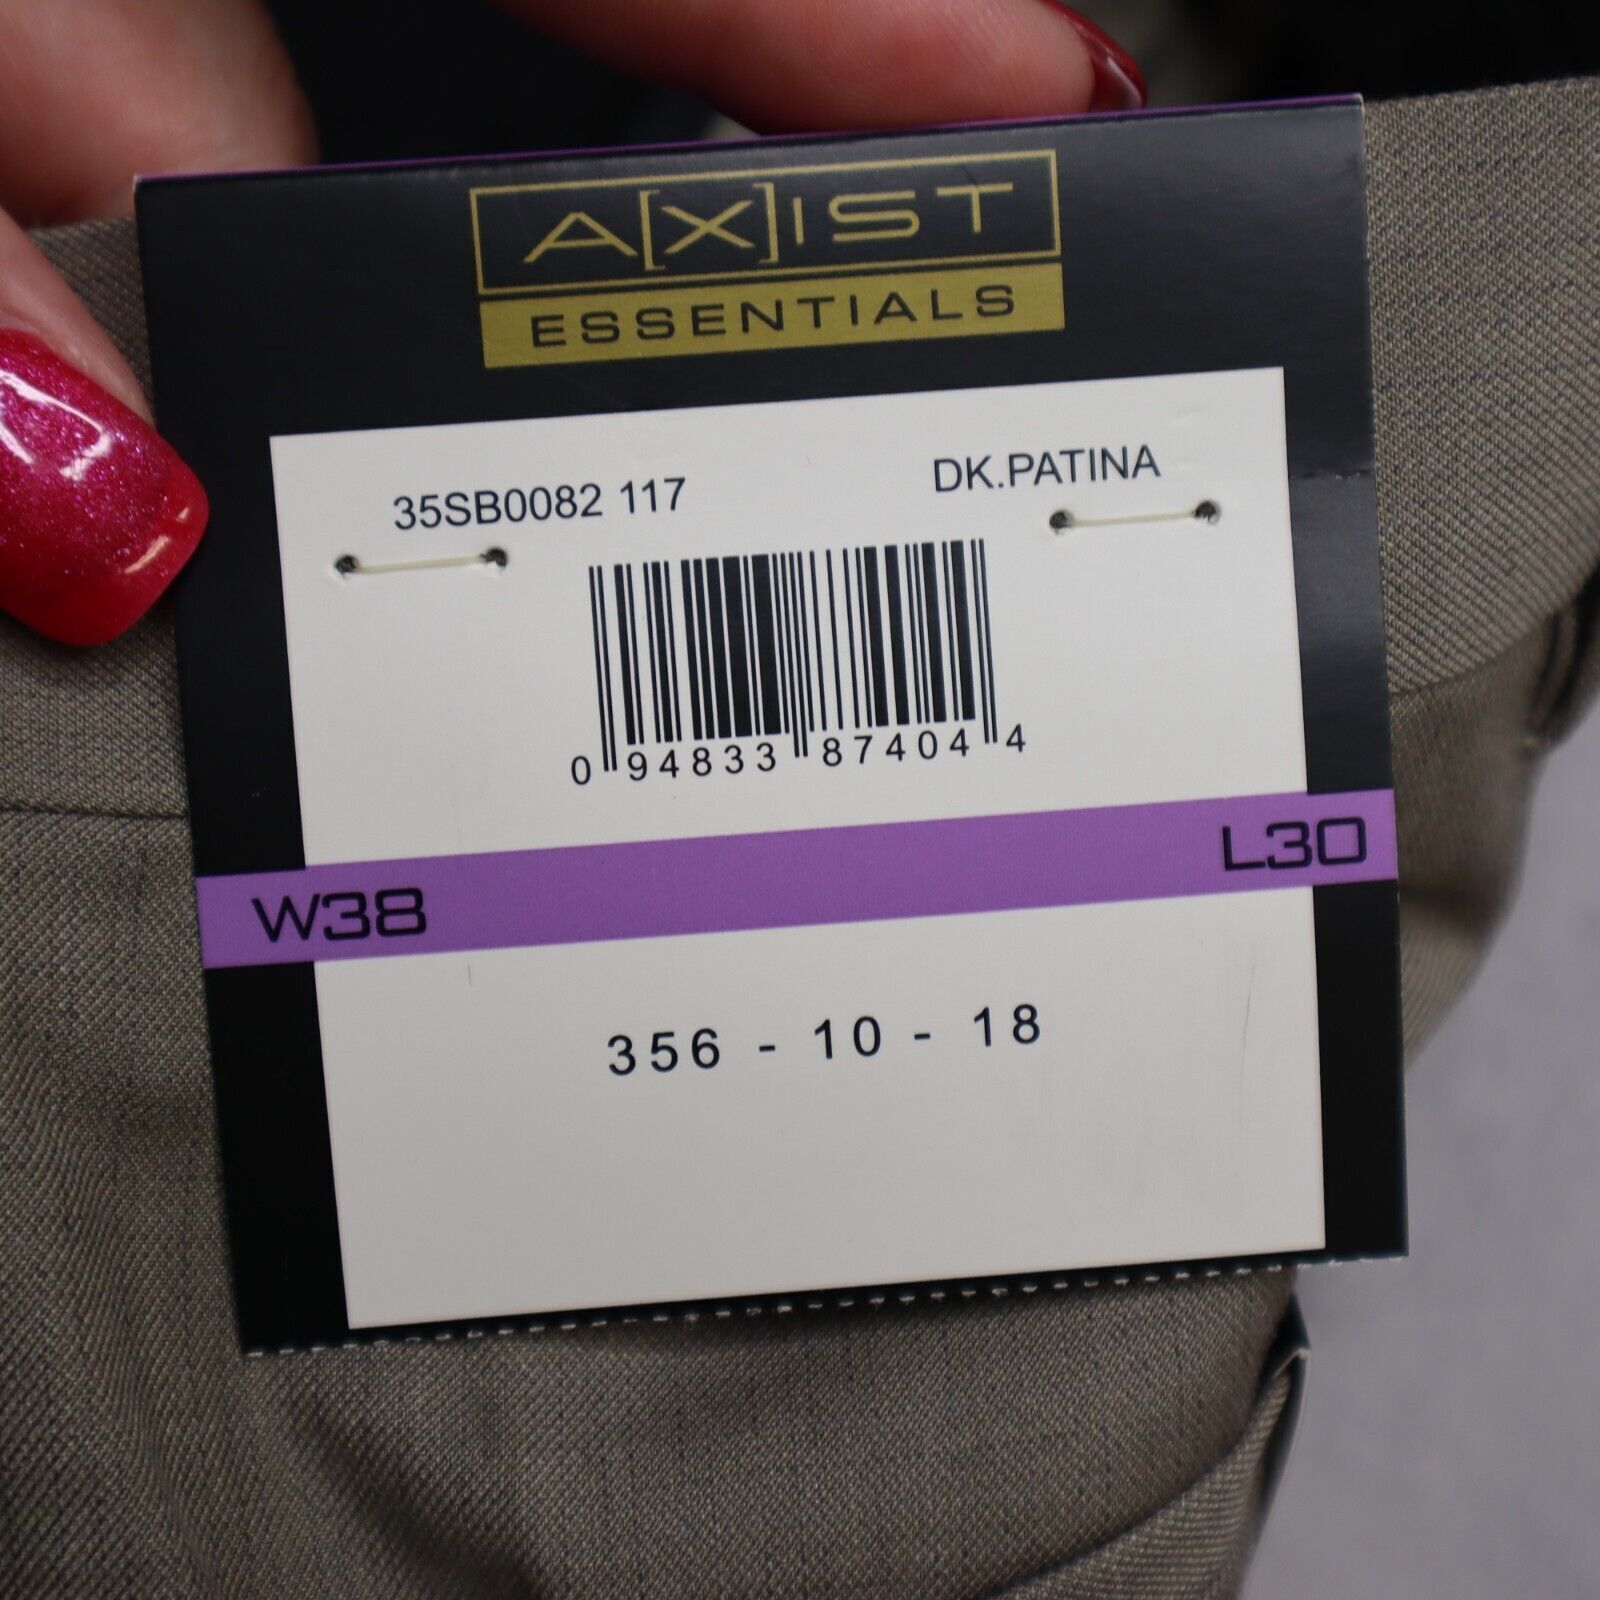 A[X]IST
ESSENTIALS
35SB0082 117 DK.PATINA
0 94833 87404 4
W38 L30
356 - 10 - 18